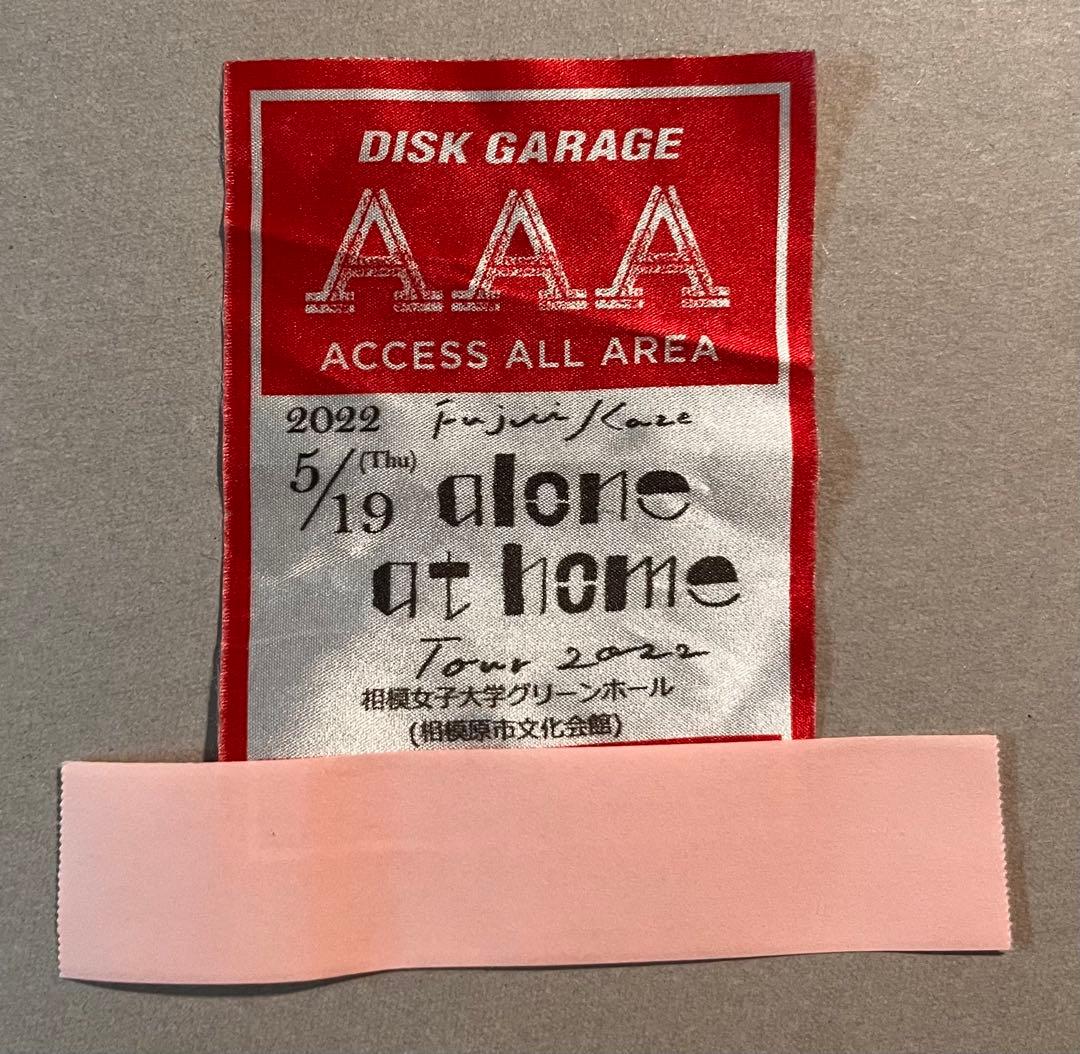 DISK GARAGE
AAA
ACCESS ALL AREA
2022 Fujii Kaze
5/19 (Thu) alone
at home
Tour 2022
相模女子大学グリーンホール
(相模原市文化会館)